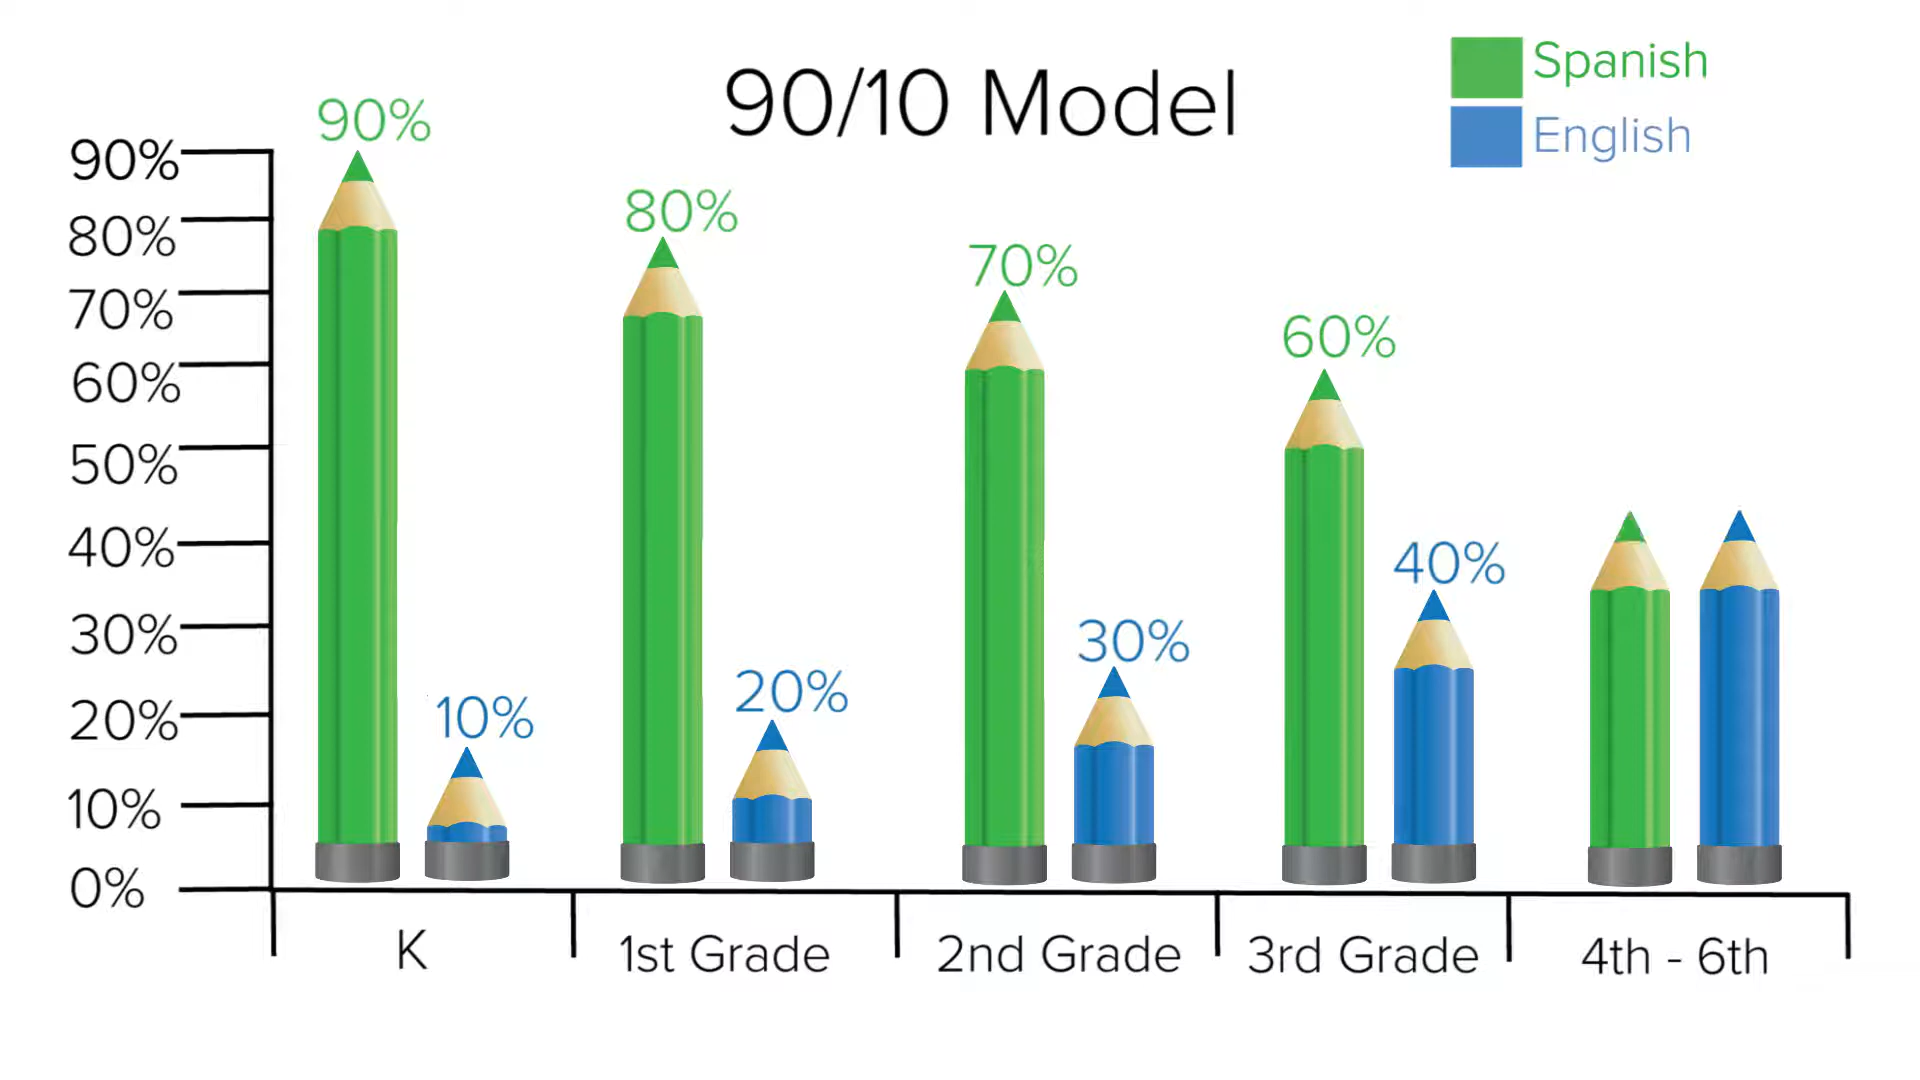 90/10 Model
Spanish
English
90%
80%
70%
60%
50%
40%
30%
20%
10%
0%
90%
10%
80%
20%
70%
30%
60%
40%
K
1st Grade
2nd Grade
3rd Grade
4th - 6th